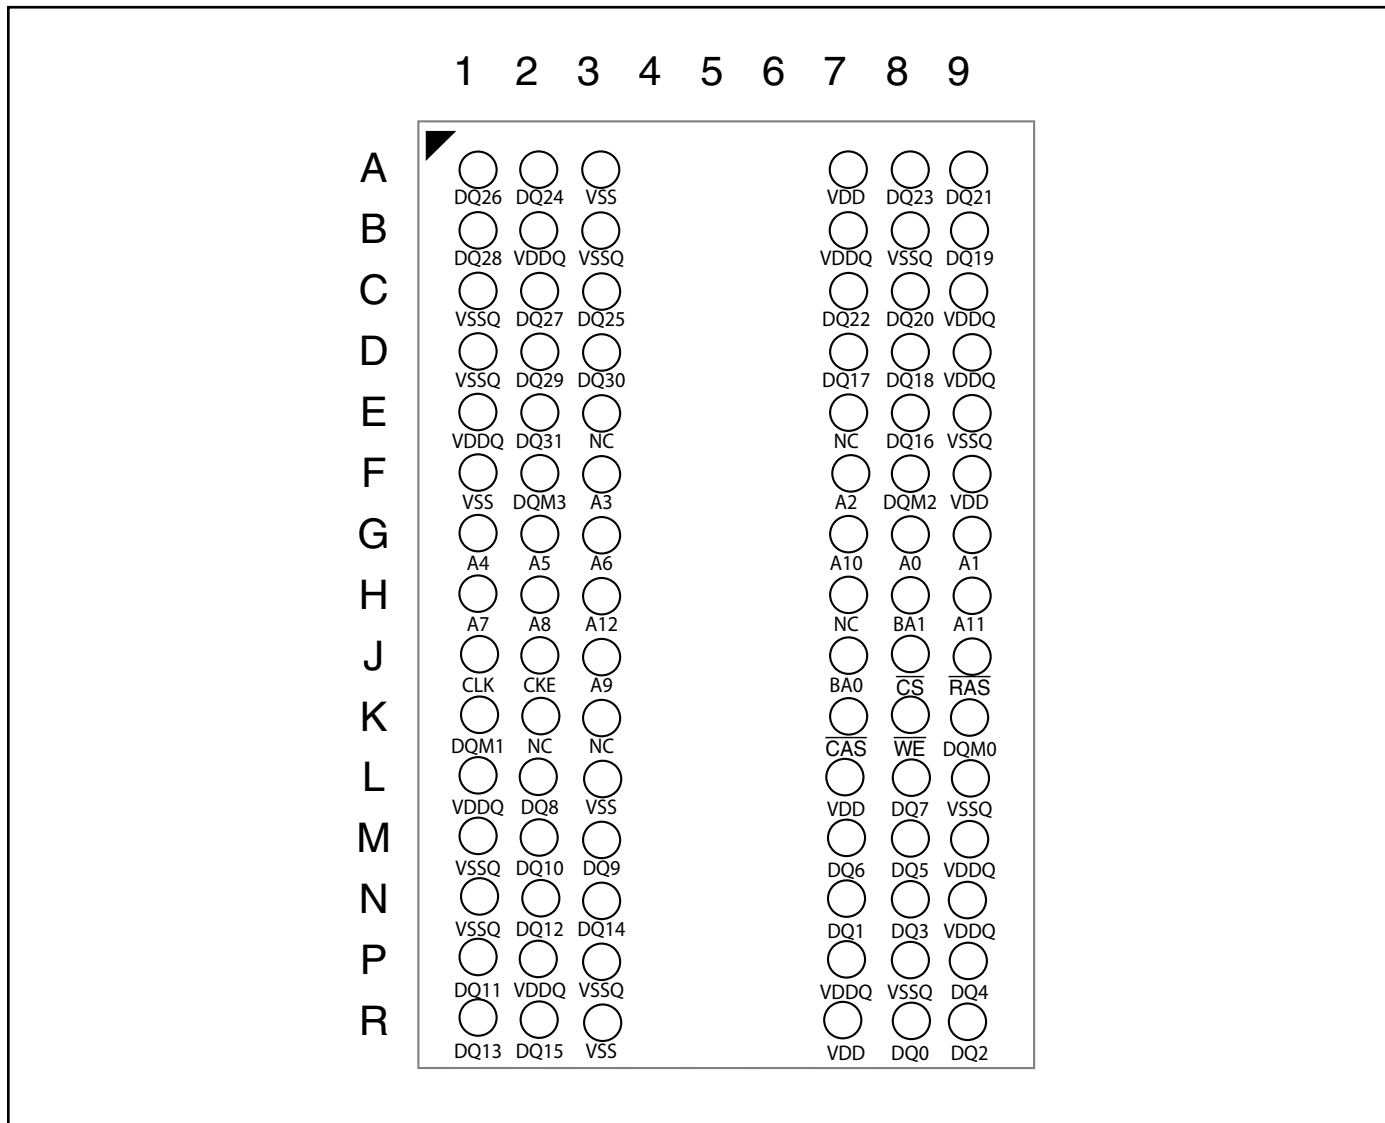 1 2 3 4 5 6 7 8 9
A
DQ26 DQ24 VSS VDD DQ23 DQ21
B
DQ28 VDDQ VSSQ VDDQ VSSQ DQ19
C
VSSQ DQ27 DQ25 DQ22 DQ20 VDDQ
D
VSSQ DQ29 DQ30 DQ17 DQ18 VDDQ
E
VDDQ DQ31 NC NC DQ16 VSSQ
F
VSS DQM3 A3 A2 DQM2 VDD
G
A4 A5 A6 A10 A0 A1
H
A7 A8 A12 NC BA1 A11
J
CLK CKE A9 BA0 C̅S̅ R̅A̅S̅
K
DQM1 NC NC C̅A̅S̅ W̅E̅ DQM0
L
VDDQ DQ8 VSS VDD DQ7 VSSQ
M
VSSQ DQ10 DQ9 DQ6 DQ5 VDDQ
N
VSSQ DQ12 DQ14 DQ1 DQ3 VDDQ
P
DQ11 VDDQ VSSQ VDDQ VSSQ DQ4
R
DQ13 DQ15 VSS VDD DQ0 DQ2